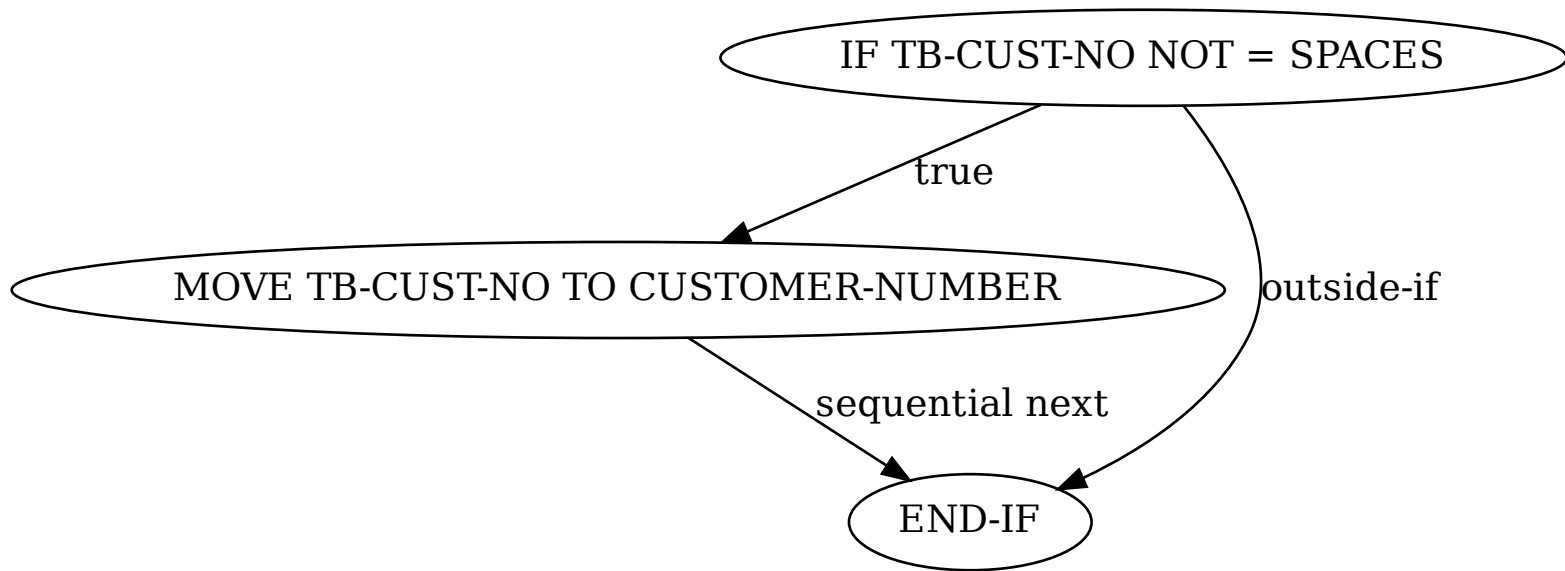 IF TB-CUST-NO NOT = SPACES
true
MOVE TB-CUST-NO TO CUSTOMER-NUMBER
outside-if
sequential next
END-IF